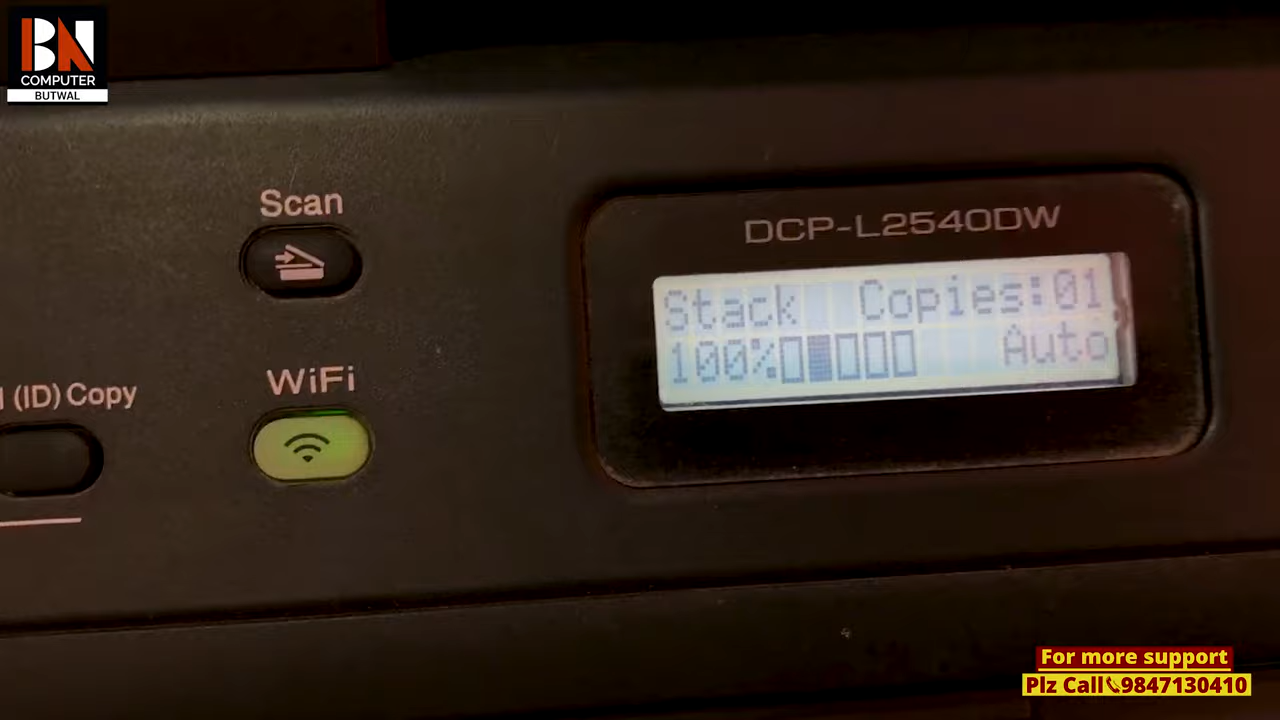 BN
COMPUTER
BUTWAL
Scan
DCP-L2540DW
Stack Copies:01
100% Auto
WiFi
(ID) Copy
For more support
Plz Call 9847130410